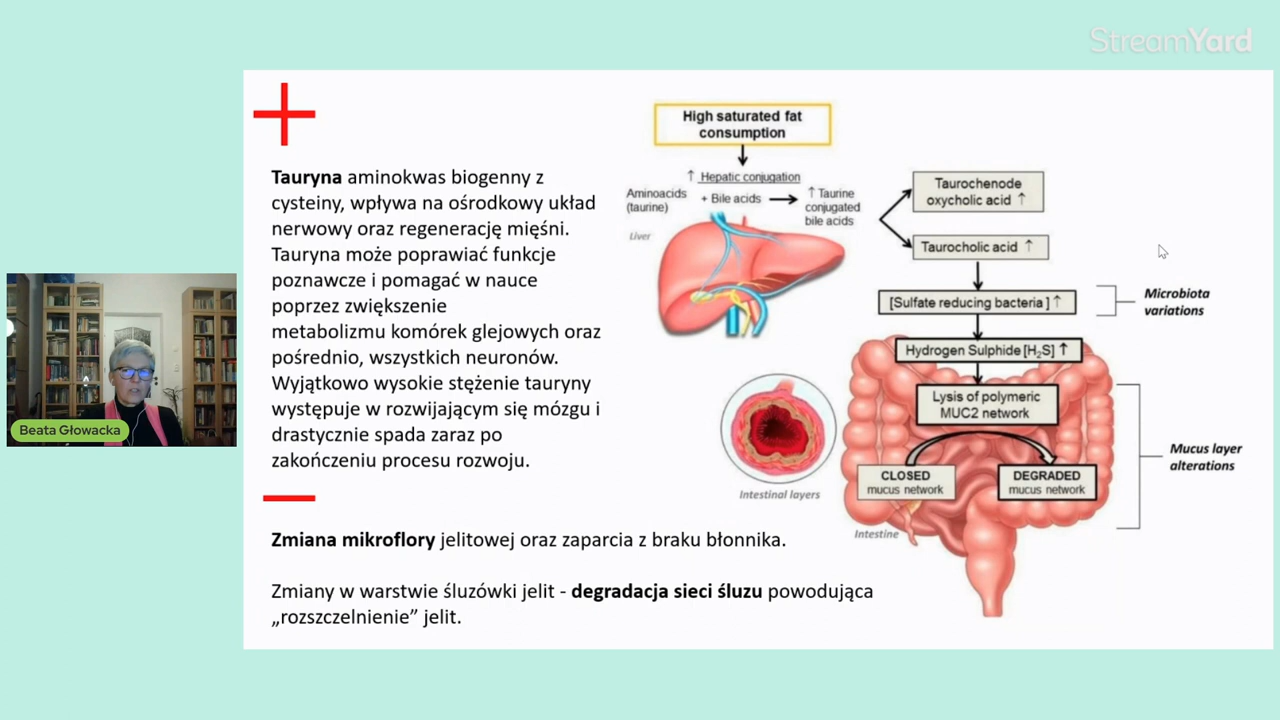 StreamYard
Tauryna aminokwas biogenny z
cysteiny, wpływa na ośrodkowy układ
nerwowy oraz regenerację mięśni.
Tauryna może poprawiać funkcje
poznawcze i pomagać w nauce
poprzez zwiększenie
metabolizmu komórek glejowych oraz
pośrednio, wszystkich neuronów.
Wyjątkowo wysokie stężenie tauryny
występuje w rozwijającym się mózgu i
drastycznie spada zaraz po
zakończeniu procesu rozwoju.
Zmiana mikroflory jelitowej oraz zaparcia z braku błonnika.
Zmiany w warstwie śluzówki jelit - degradacja sieci śluzu powodująca
„rozszczelnienie” jelit.
High saturated fat
consumption
↑ Hepatic conjugation
Aminoacids
(taurine)
+ Bile acids
↑ Taurine
conjugated
bile acids
Liver
Taurochenode
oxycholic acid ↑
Taurocholic acid ↑
[Sulfate reducing bacteria] ↑
Microbiota
variations
Hydrogen Sulphide [H₂S] ↑
Lysis of polymeric
MUC2 network
CLOSED
mucus network
DEGRADED
mucus network
Mucus layer
alterations
Intestinal layers
Intestine
Beata Głowacka